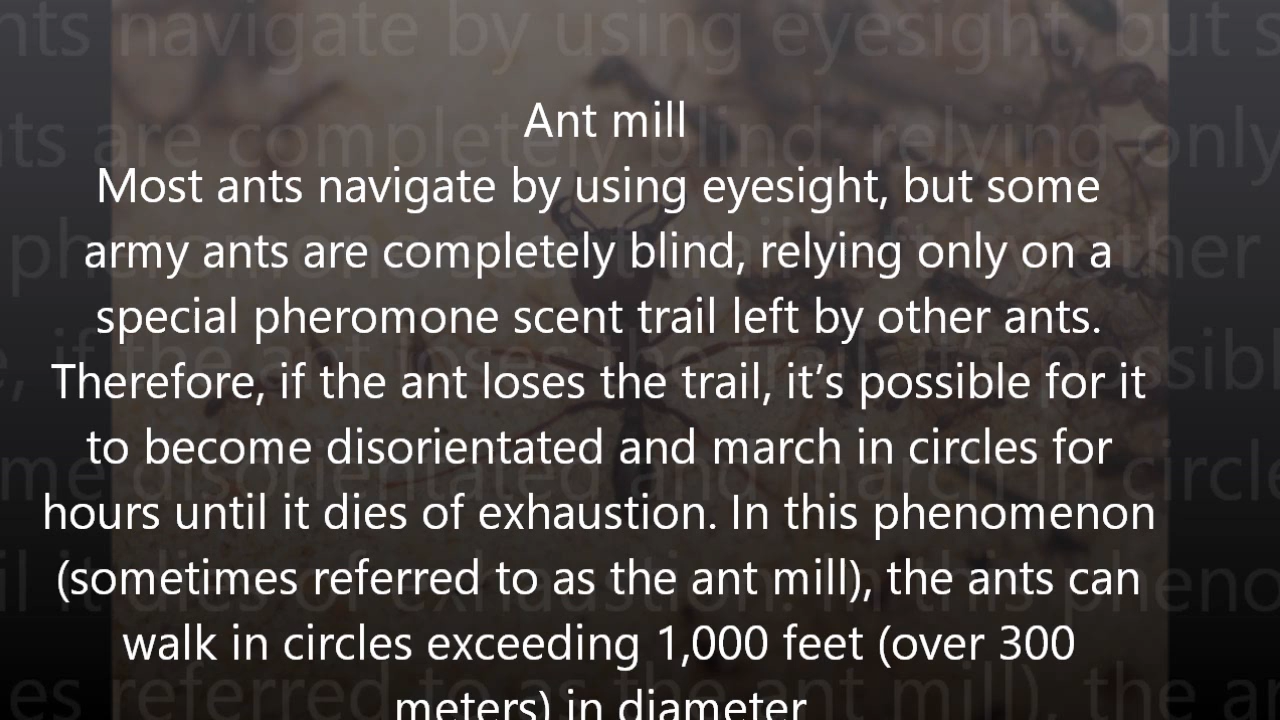 Ant mill
Most ants navigate by using eyesight, but some
army ants are completely blind, relying only on a
special pheromone scent trail left by other ants.
Therefore, if the ant loses the trail, it’s possible for it
to become disorientated and march in circles for
hours until it dies of exhaustion. In this phenomenon
(sometimes referred to as the ant mill), the ants can
walk in circles exceeding 1,000 feet (over 300
meters) in diameter